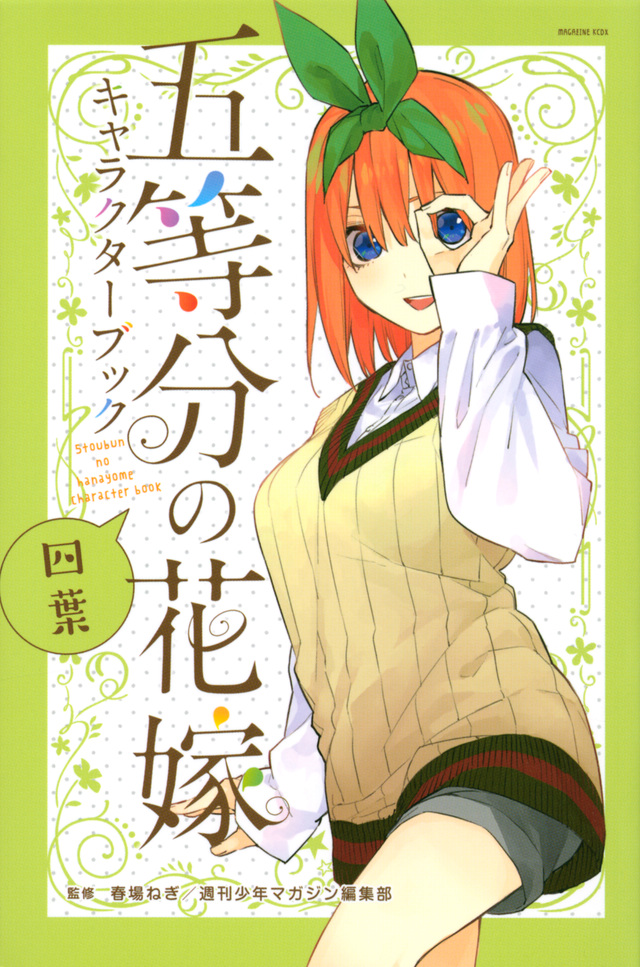 MAGAZINE KCDX
五等分の花嫁
キャラクターブック
5toubun
no
hanayome
character book
四葉
監修 春場ねぎ／週刊少年マガジン編集部